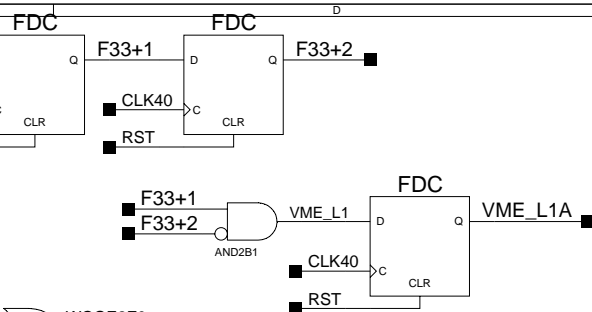 D
FDC FDC
Q F33+1 D Q F33+2
CLK40 C
CLR CLR
RST
FDC
F33+1
F33+2 VME_L1 D Q VME_L1A
AND2B1
CLK40 C
CLR
RST